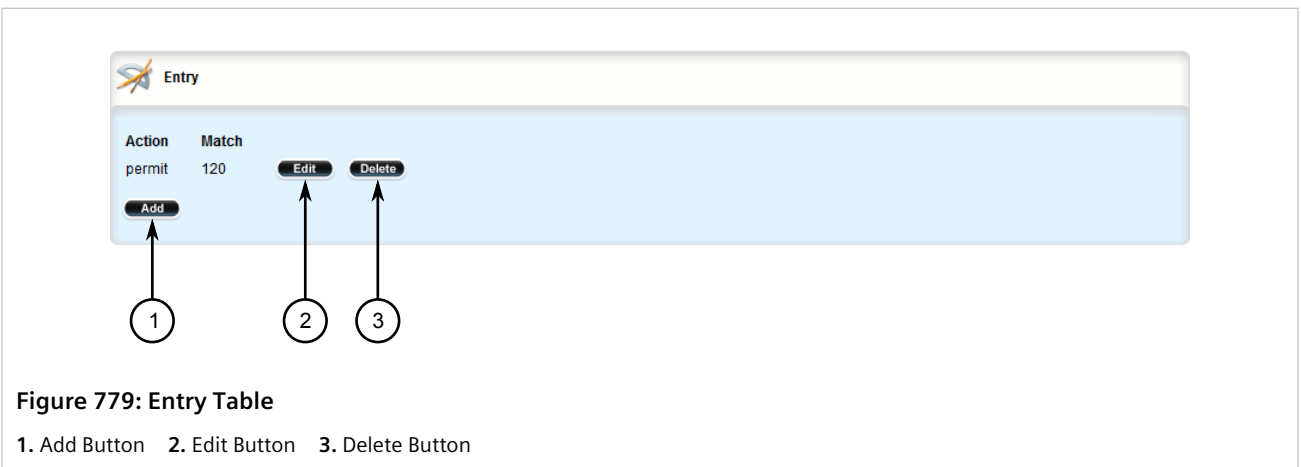 Entry
Action Match
permit 120 Edit Delete
Add
1 2 3
Figure 779: Entry Table
1. Add Button 2. Edit Button 3. Delete Button